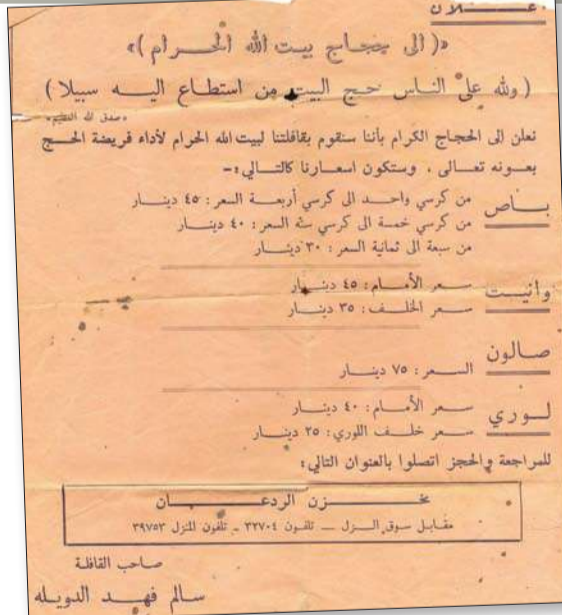 إعـــلان
«( الى حجاج بيت الله الحرام )»
( ولله على الناس حج البيت من استطاع اليه سبيلا )
«صدق الله العظيم»
نعلن الى الحجاج الكرام بأننا سنقوم بقافلتنا لبيت الله الحرام لأداء فريضة الحج
بعونه تعالى . وستكون اسعارنا كالتالي :-
باص
من كرسي واحد الى كرسي أربعة السعر : ٤٥ دينار
من كرسي خمسة الى كرسي سته السعر : ٤٠ دينار
من سبعة الى ثمانية السعر : ٣٠ دينار
وانيت
سعر الأمام : ٤٥ دينار
سعر الخلف : ٣٥ دينار
صالون
السعر : ٧٥ دينار
لوري
سعر الأمام : ٤٠ دينار
سعر خلف اللوري : ٢٥ دينار
للمراجعة والحجز اتصلوا بالعنوان التالي :
مخزن الردعان
مقابل سوق الزل — تلفون ٣٢٧٠٤ - تلفون المنزل ٣٩٧٥٣
صاحب القافلة
سالم فهد الدويله